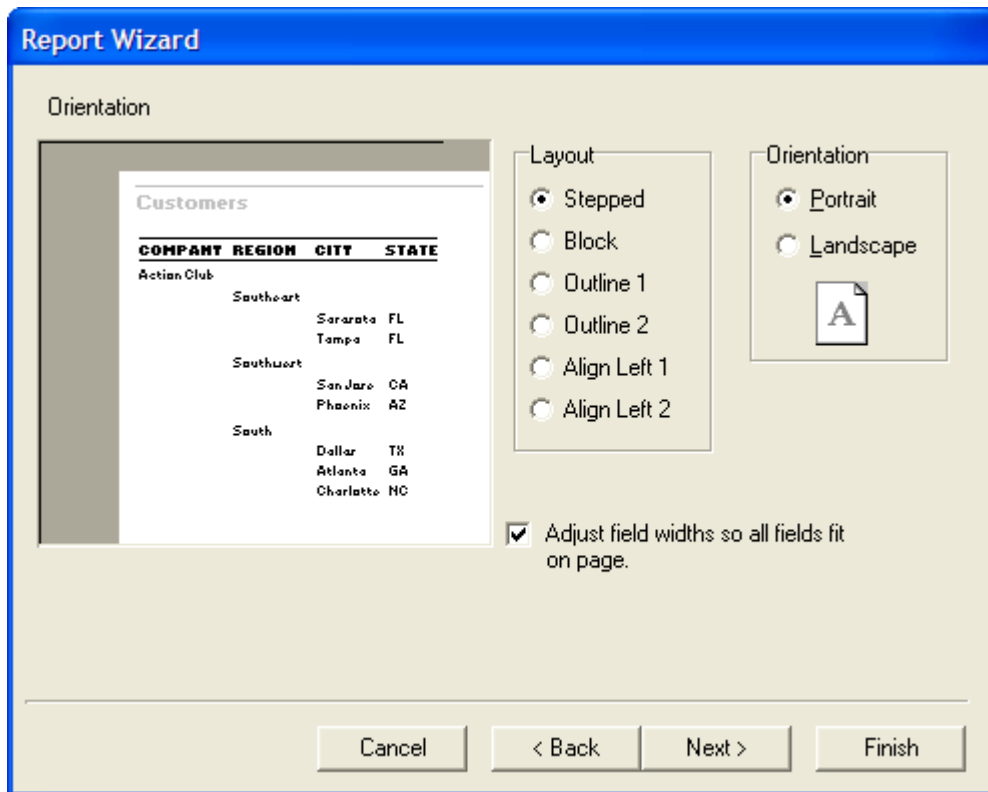 Report Wizard
Orientation
Customers
COMPANY REGION CITY STATE
Action Club
Southeast
Sarasota FL
Tampa FL
Southwest
San Jose CA
Phoenix AZ
South
Dallas TX
Atlanta GA
Charlotte NC
Layout
Stepped
Block
Outline 1
Outline 2
Align Left 1
Align Left 2
Orientation
Portrait
Landscape
A
Adjust field widths so all fields fit
on page.
Cancel
< Back
Next >
Finish